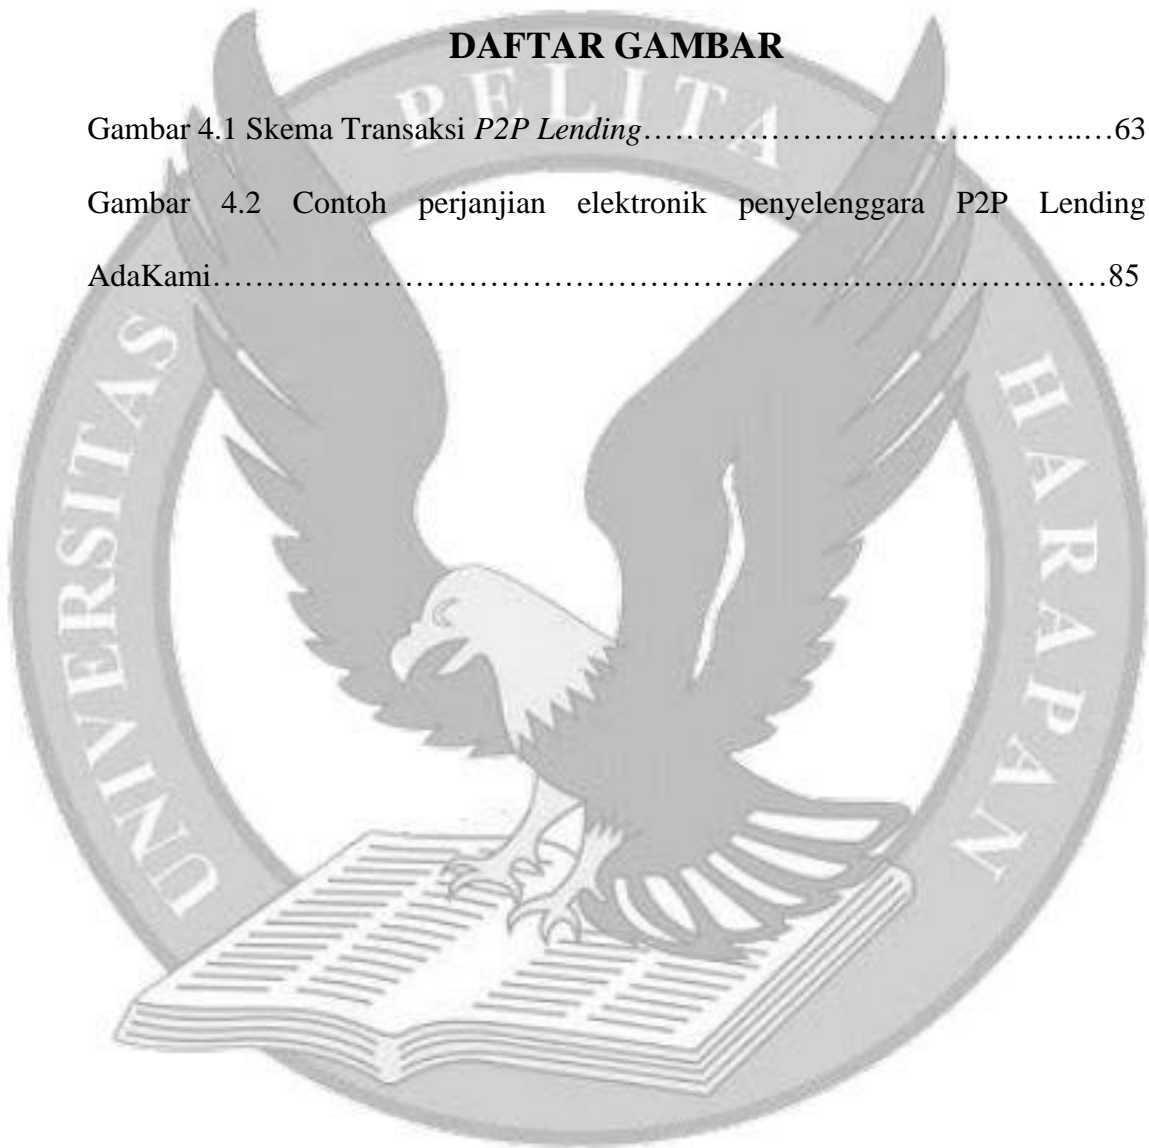 DAFTAR GAMBAR
PELITA
Gambar 4.1 Skema Transaksi P2P Lending…………………….…………….…63
Gambar 4.2 Contoh perjanjian elektronik penyelenggara P2P Lending
AdaKami………………………………………………………………………………85
UNIVERSITAS
HARAPAN